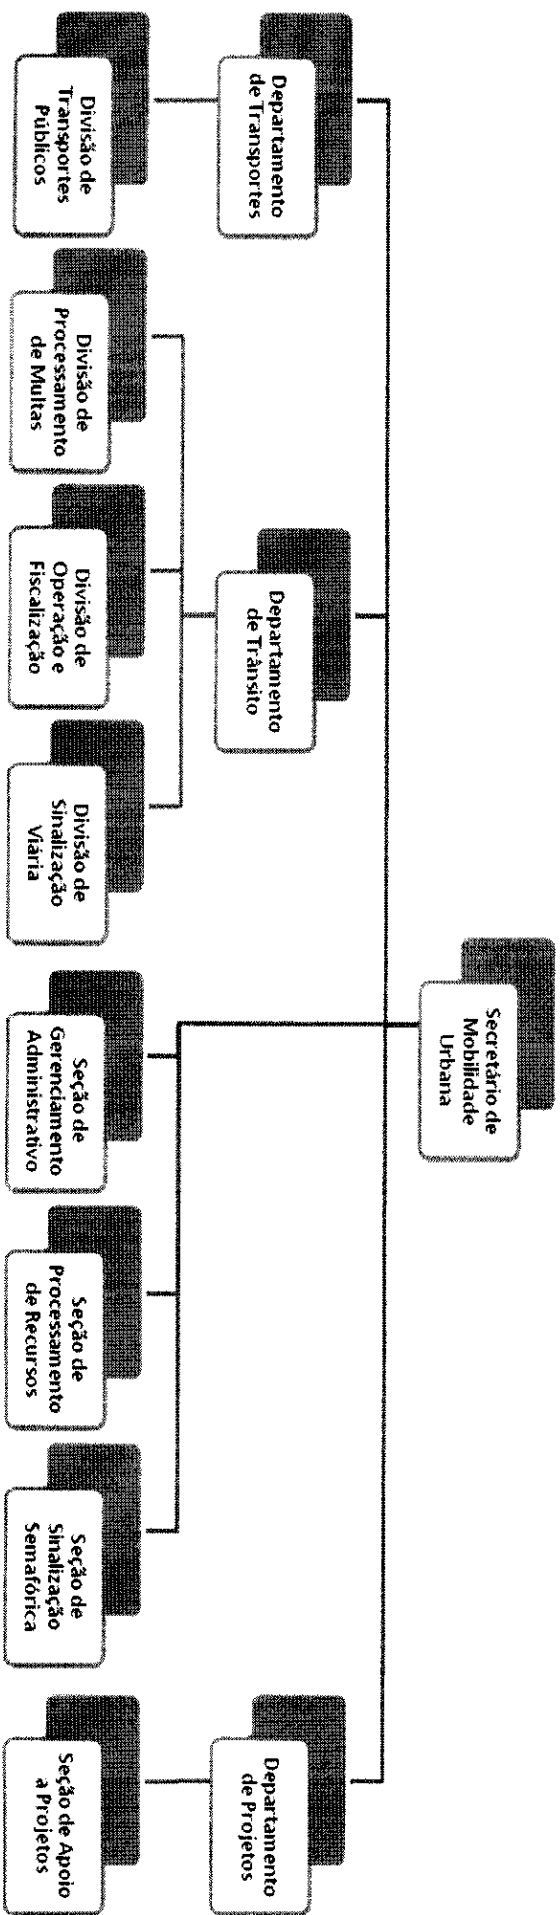 Secretário de
Mobilidade
Urbana
Departamento
de Transportes
Departamento
de Trânsito
Departamento
de Projetos
Divisão de
Transportes
Públicos
Divisão de
Processamento
de Multas
Divisão de
Operação e
Fiscalização
Divisão de
Sinalização
Viária
Seção de
Gerenciamento
Administrativo
Seção de
Processamento
de Recursos
Seção de
Sinalização
Semafórica
Seção de Apoio
a Projetos